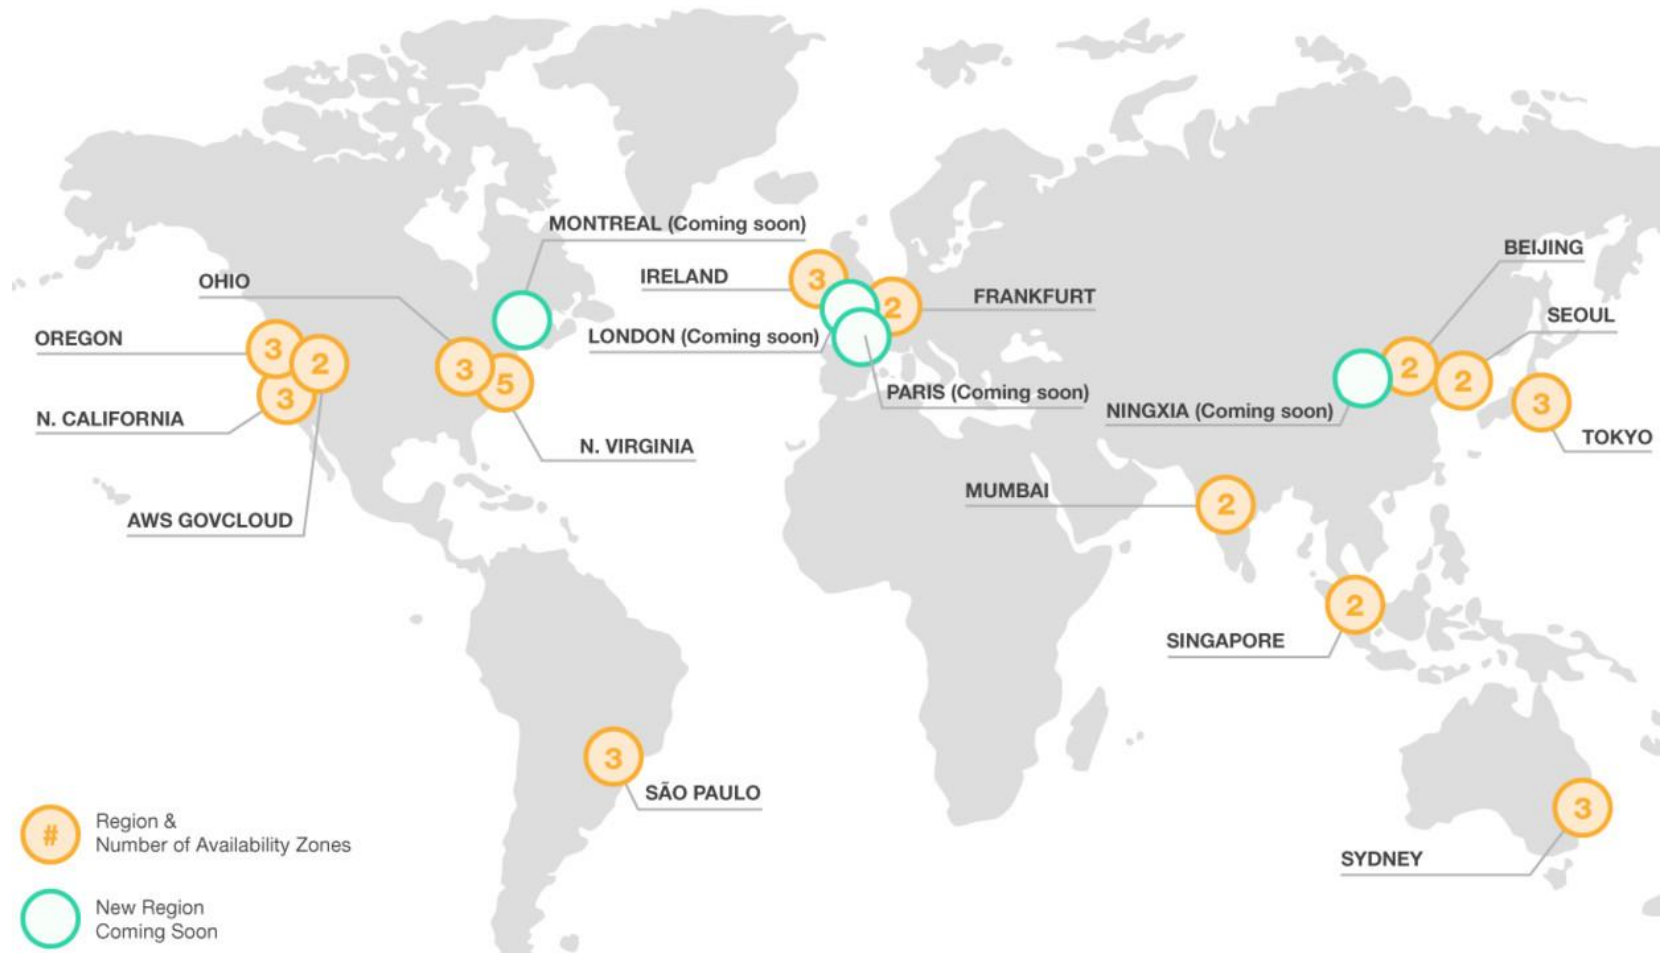 MONTREAL (Coming soon)
OHIO
OREGON
N. CALIFORNIA
AWS GOVCLOUD
N. VIRGINIA
3
2
3
3
5
IRELAND
3
2
FRANKFURT
LONDON (Coming soon)
PARIS (Coming soon)
BEIJING
SEOUL
2
2
3
NINGXIA (Coming soon)
TOKYO
MUMBAI
2
2
SINGAPORE
3
SÃO PAULO
3
SYDNEY
#
Region &
Number of Availability Zones
New Region
Coming Soon